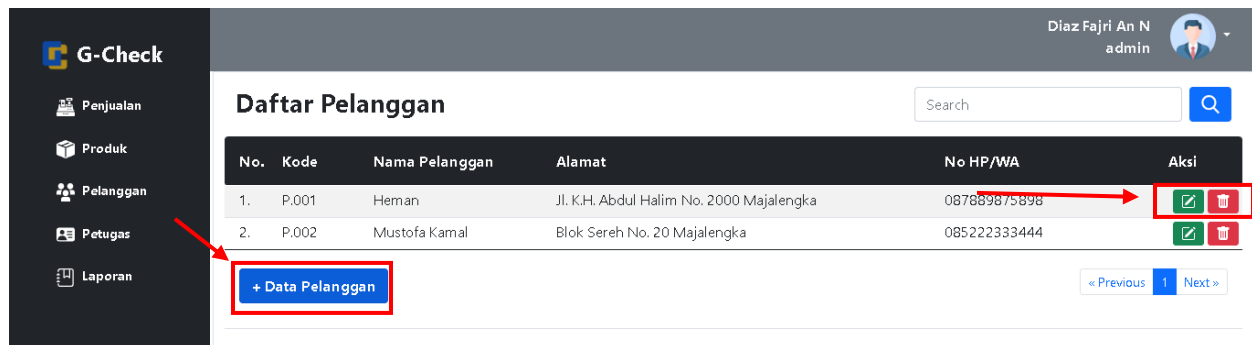 Diaz Fajri An N
admin
G-Check
Penjualan
Produk
Pelanggan
Petugas
Laporan
Daftar Pelanggan
Search
No. Kode Nama Pelanggan Alamat No HP/WA Aksi
1. P.001 Heman Jl. K.H. Abdul Halim No. 2000 Majalengka 087889875898
2. P.002 Mustofa Kamal Blok Sereh No. 20 Majalengka 085222333444
+ Data Pelanggan
« Previous 1 Next »